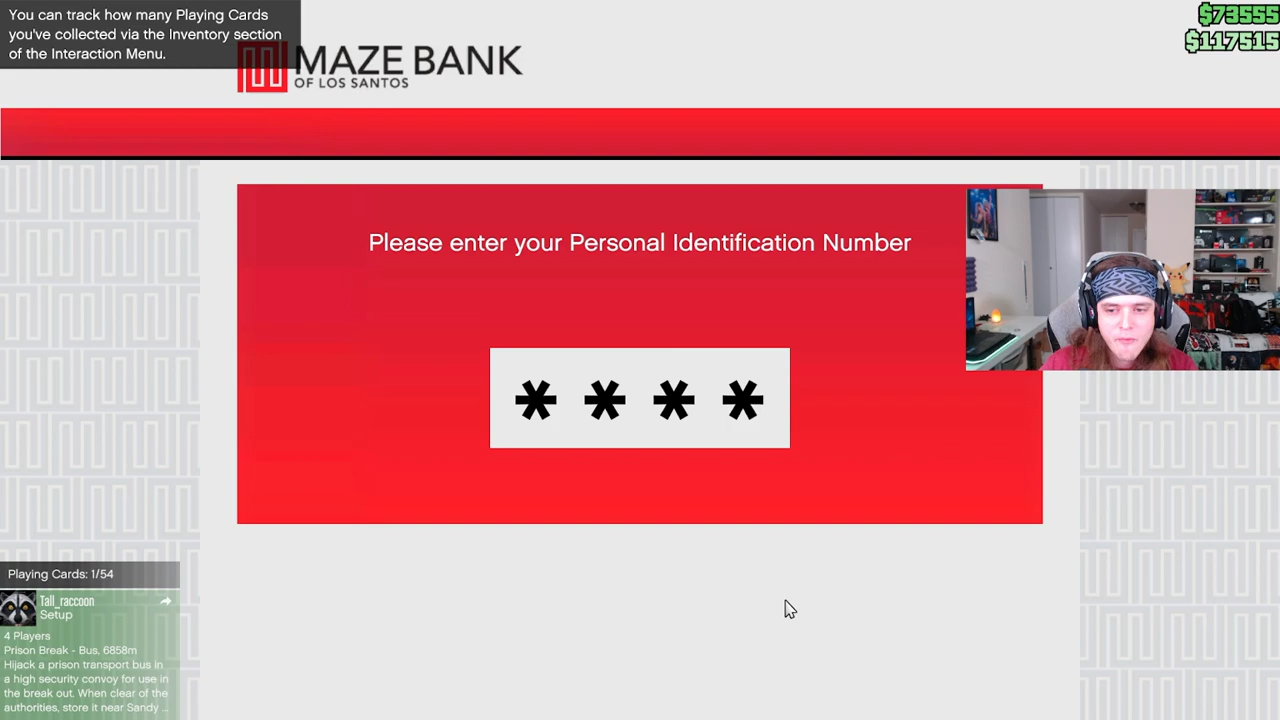 You can track how many Playing Cards
you've collected via the Inventory section
of the Interaction Menu.
$73555
$117515
MAZE BANK
OF LOS SANTOS
Please enter your Personal Identification Number
* * * *
Playing Cards: 1/54
Tall_raccoon
Setup
4 Players
Prison Break - Bus, 6858m
Hijack a prison transport bus in
a high security convoy for use in
the break out. When clear of the
authorities, store it near Sandy ...